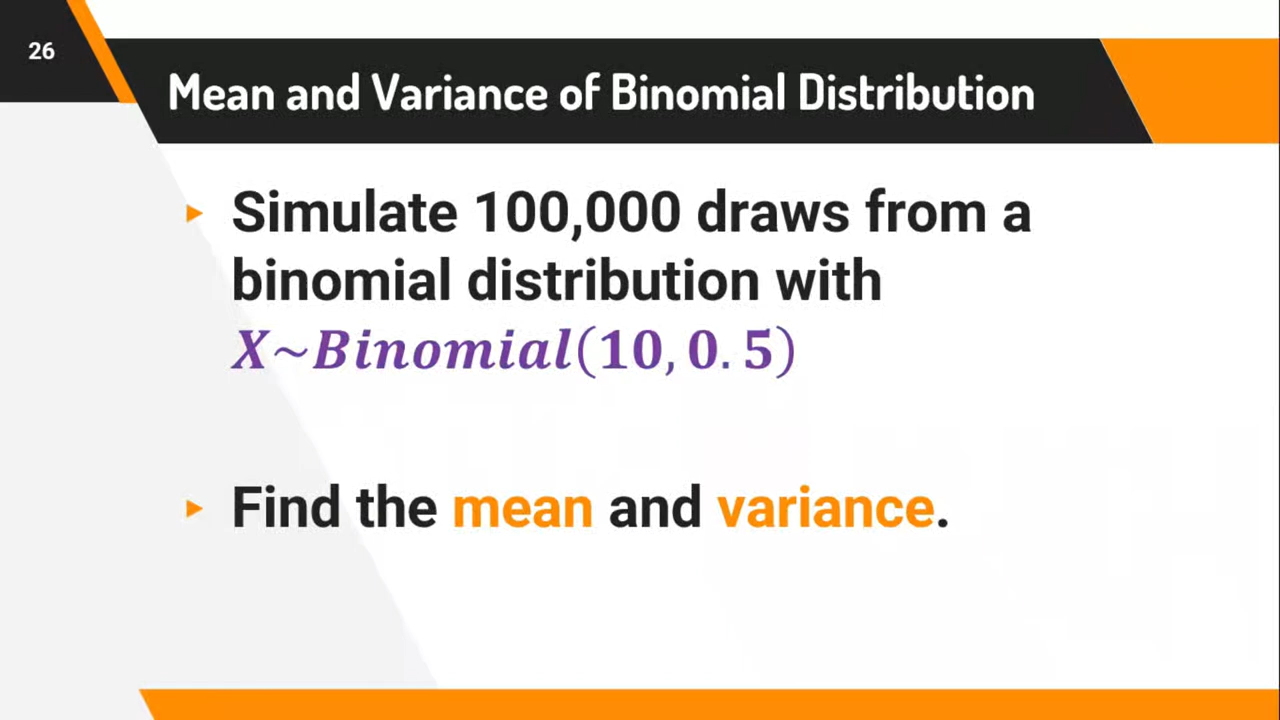 26
Mean and Variance of Binomial Distribution
Simulate 100,000 draws from a
binomial distribution with
X~Binomial(10, 0.5)
Find the mean and variance.